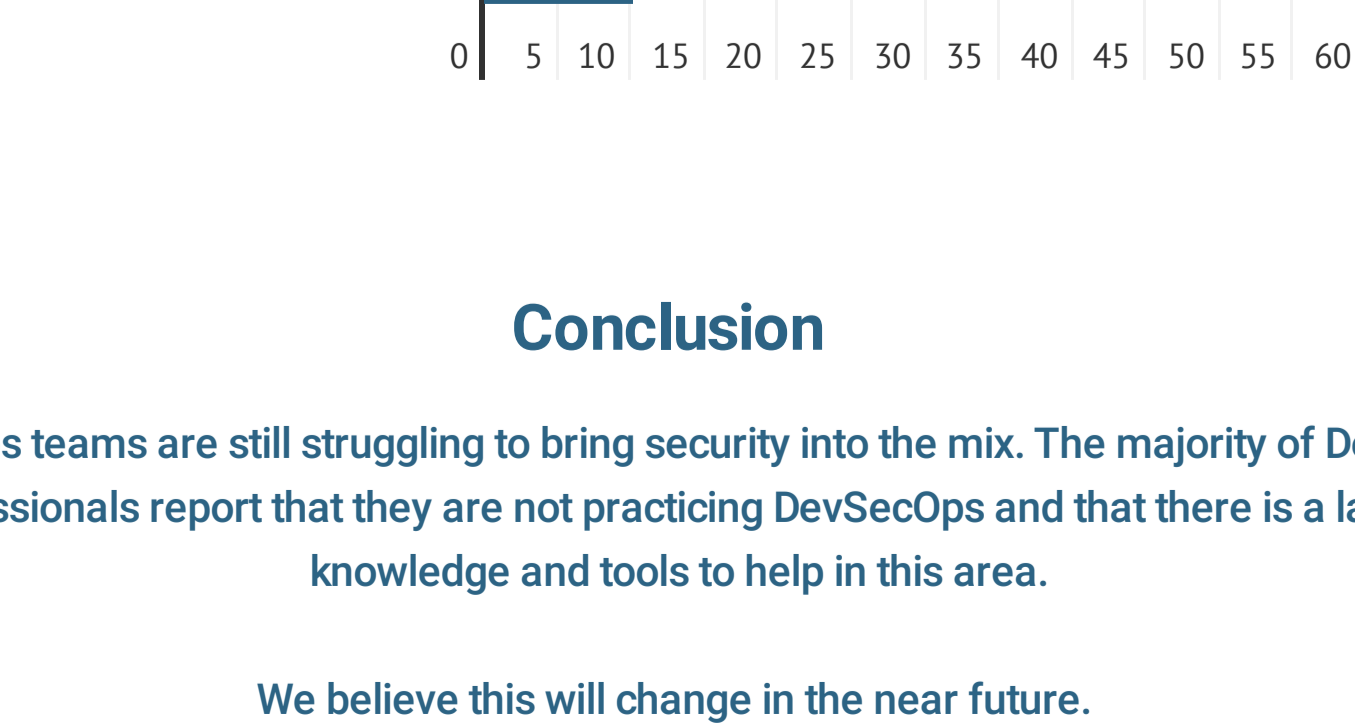 0 5 10 15 20 25 30 35 40 45 50 55 60
Conclusion
s teams are still struggling to bring security into the mix. The majority of De
ssionals report that they are not practicing DevSecOps and that there is a la
knowledge and tools to help in this area.
We believe this will change in the near future.